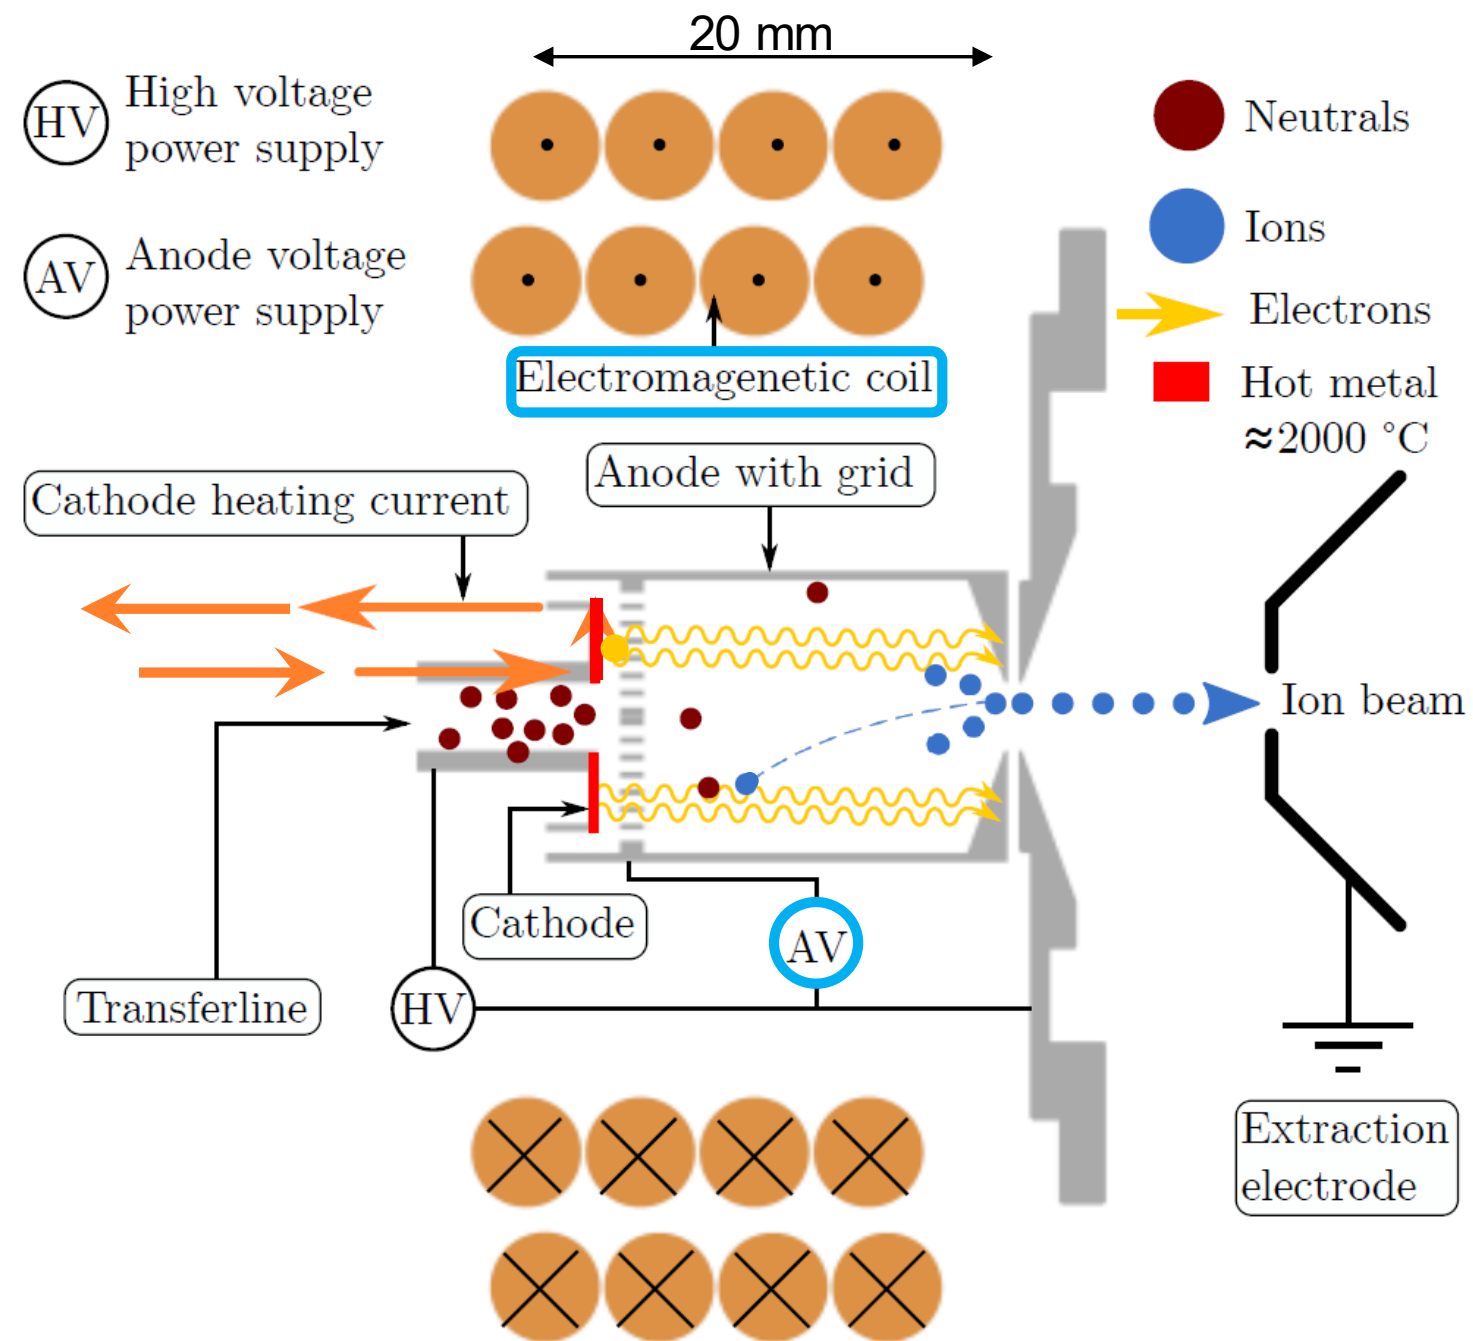 20 mm
HV
High voltage
power supply
AV
Anode voltage
power supply
Neutrals
Ions
Electrons
Hot metal
≈2000 °C
Electromagenetic coil
Anode with grid
Cathode heating current
Ion beam
Cathode
AV
Transferline
HV
Extraction
electrode